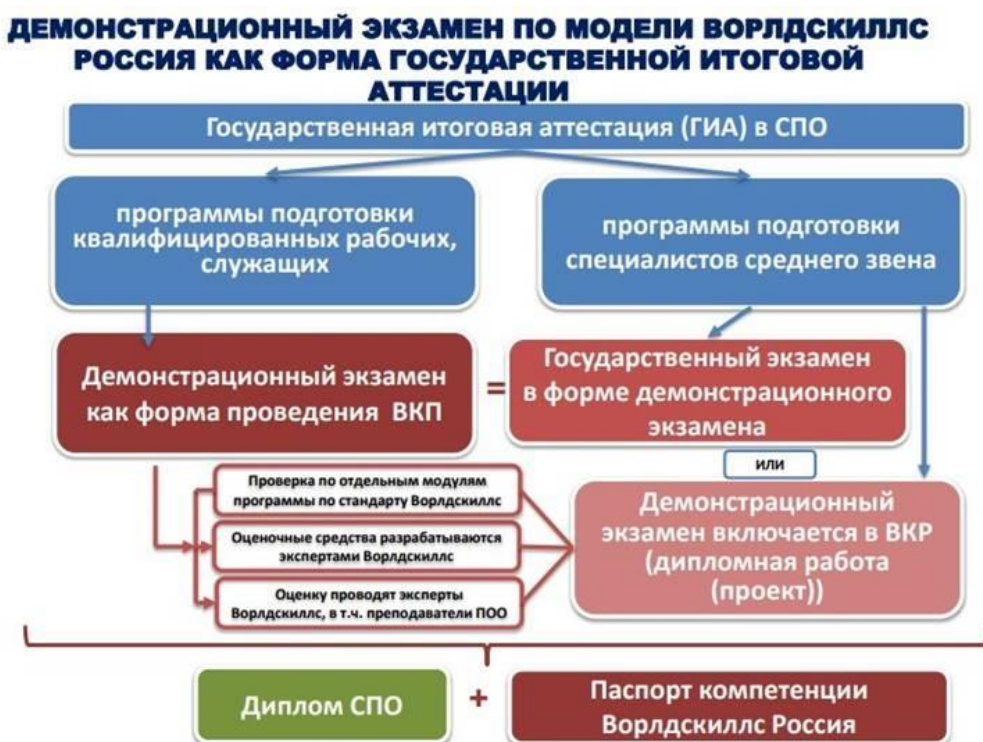 ДЕМОНСТРАЦИОННЫЙ ЭКЗАМЕН ПО МОДЕЛИ ВОРЛДСКИЛЛС
РОССИЯ КАК ФОРМА ГОСУДАРСТВЕННОЙ ИТОГОВОЙ
АТТЕСТАЦИИ
Государственная итоговая аттестация (ГИА) в СПО
программы подготовки
квалифицированных рабочих,
служащих
программы подготовки
специалистов среднего звена
Демонстрационный экзамен
как форма проведения ВКП
=
Государственный экзамен
в форме демонстрационного
экзамена
или
Проверка по отдельным модулям
программы по стандарту Ворлдскиллс
Оценочные средства разрабатываются
экспертами Ворлдскиллс
Оценку проводят эксперты
Ворлдскиллс, в т.ч. преподаватели ПОО
Демонстрационный
экзамен включается в ВКР
(дипломная работа
(проект))
Диплом СПО
+
Паспорт компетенции
Ворлдскиллс Россия